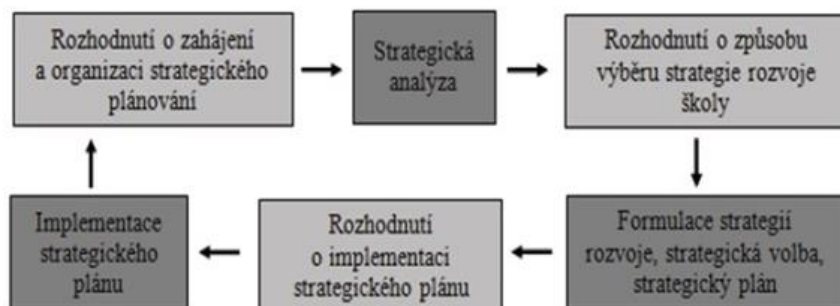 Rozhodnutí o zahájení
a organizaci strategického
plánování
Strategická
analýza
Rozhodnutí o způsobu
výběru strategie rozvoje
školy
Formulace strategií
rozvoje, strategická volba,
strategický plán
Rozhodnutí
o implementaci
strategického plánu
Implementace
strategického
plánu